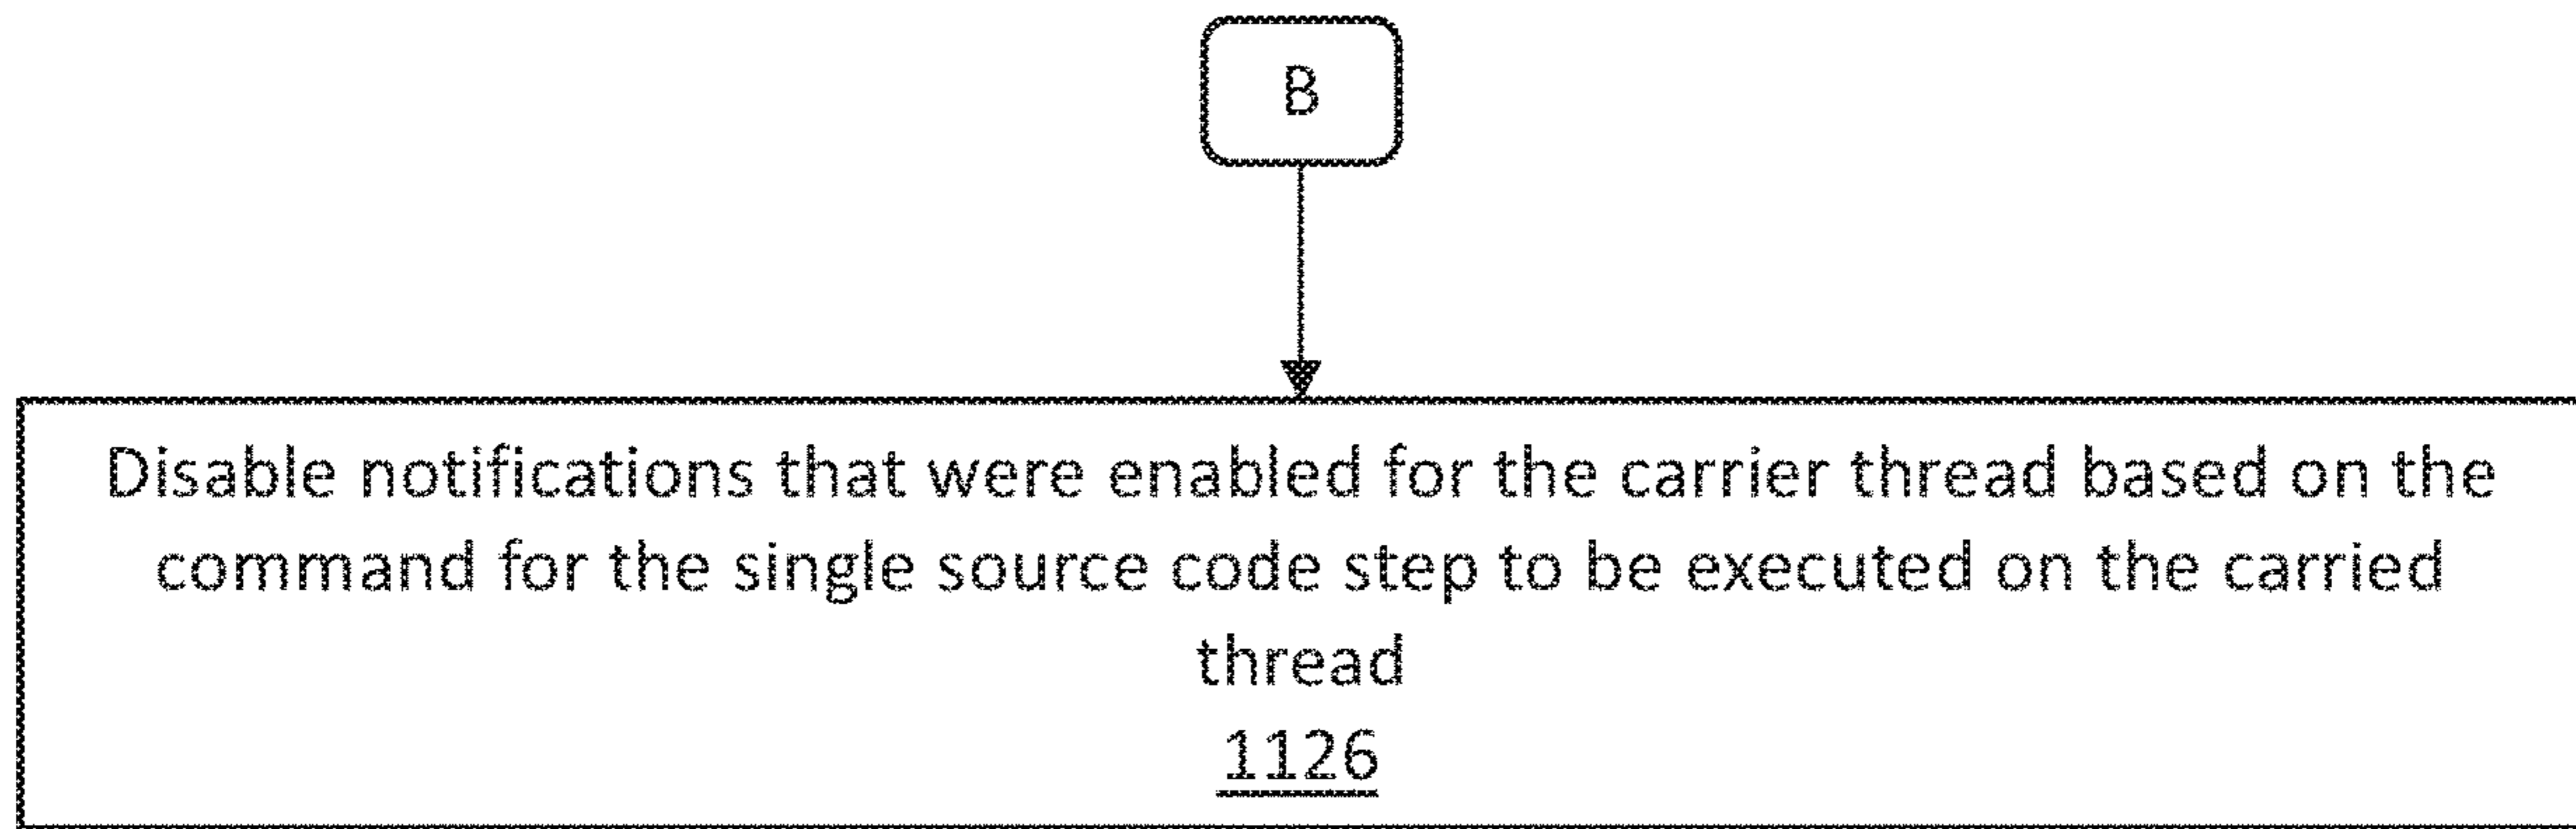 B
Disable notifications that were enabled for the carrier thread based on the
command for the single source code step to be executed on the carried
thread
1126